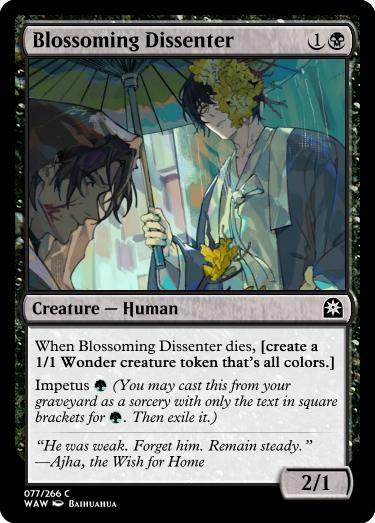 Blossoming Dissenter 1
Creature — Human
When Blossoming Dissenter dies, [create a
1/1 Wonder creature token that's all colors.]
Impetus (You may cast this from your
graveyard as a sorcery with only the text in square
brackets for . Then exile it.)
"He was weak. Forget him. Remain steady."
—Ajha, the Wish for Home
2/1
077/266 C
WAW Baihuahua